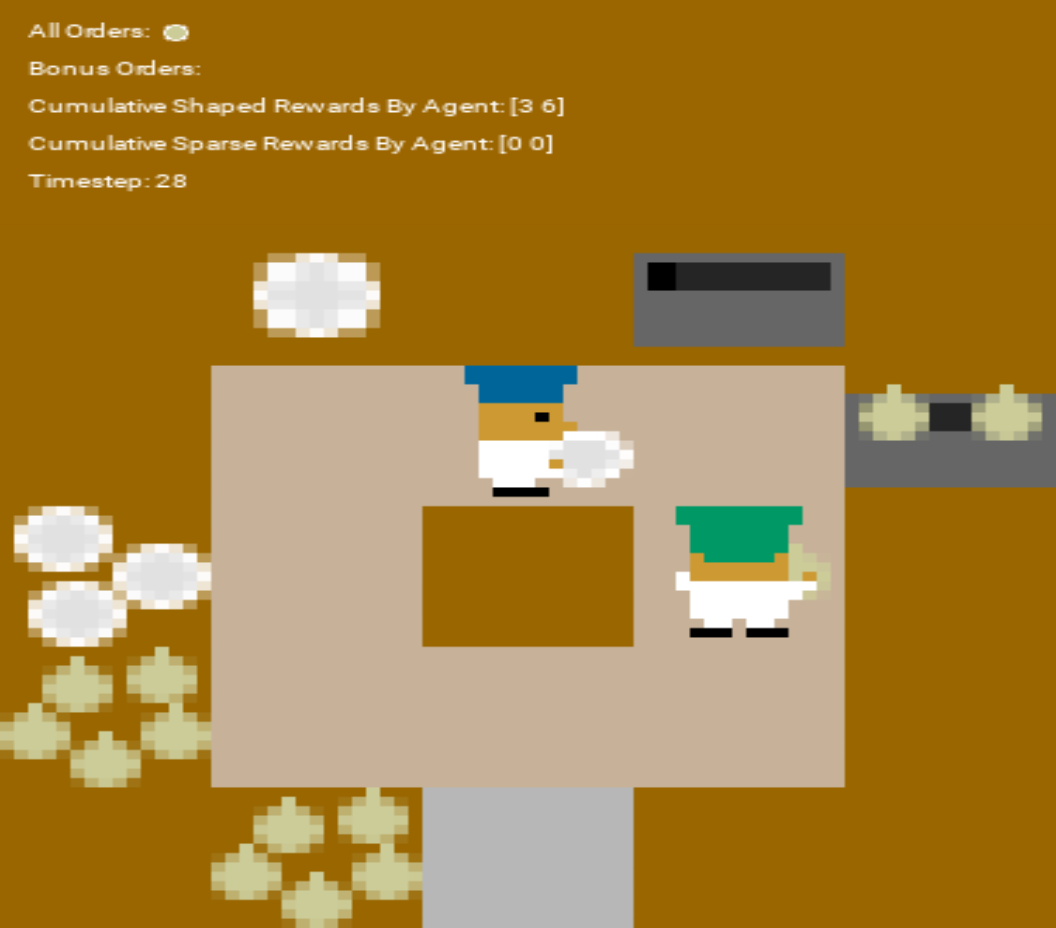 All Orders:
Bonus Orders:
Cumulative Shaped Rewards By Agent: [3 6]
Cumulative Sparse Rewards By Agent: [0 0]
Timestep: 28